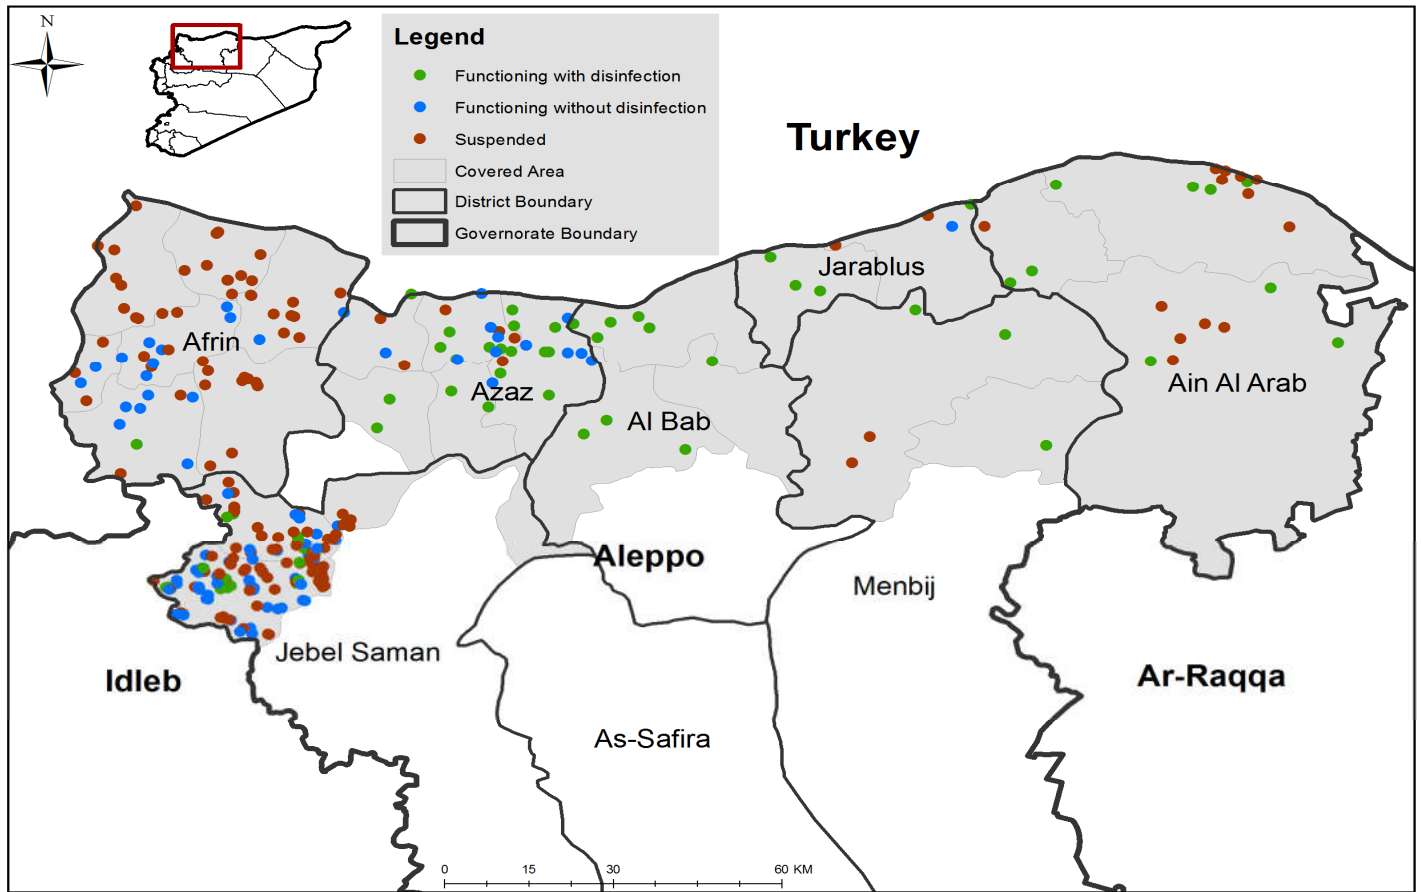 N
Legend
Functioning with disinfection
Functioning without disinfection
Suspended
Covered Area
District Boundary
Governorate Boundary
Turkey
Jarablus
Afrin
Azaz
Al Bab
Ain Al Arab
Aleppo
Menbij
Jebel Saman
Idleb
Ar-Raqqa
As-Safira
0 15 30 60 KM